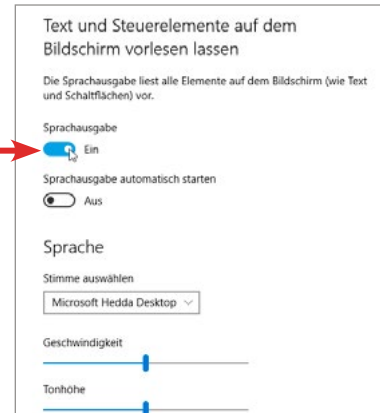 Text und Steuerelemente auf dem
Bildschirm vorlesen lassen
Die Sprachausgabe liest alle Elemente auf dem Bildschirm (wie Text
und Schaltflächen) vor.
Sprachausgabe
Ein
Sprachausgabe automatisch starten
Aus
Sprache
Stimme auswählen
Microsoft Hedda Desktop
Geschwindigkeit
Tonhöhe